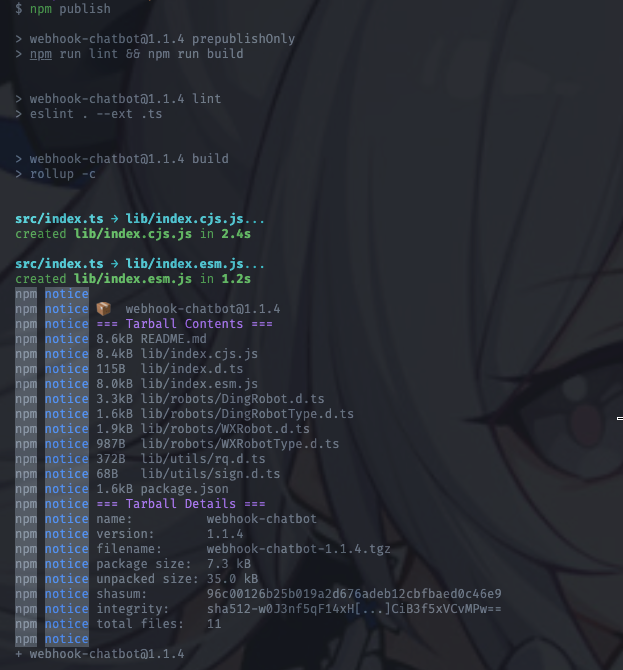 $ npm publish
> webhook-chatbot@1.1.4 prepublishOnly
> npm run lint && npm run build
> webhook-chatbot@1.1.4 lint
> eslint . --ext .ts
> webhook-chatbot@1.1.4 build
> rollup -c
src/index.ts → lib/index.cjs.js...
created lib/index.cjs.js in 2.4s
src/index.ts → lib/index.esm.js...
created lib/index.esm.js in 1.2s
npm notice
npm notice 📦  webhook-chatbot@1.1.4
npm notice === Tarball Contents ===
npm notice 8.6kB README.md
npm notice 8.4kB lib/index.cjs.js
npm notice 115B  lib/index.d.ts
npm notice 8.0kB lib/index.esm.js
npm notice 3.3kB lib/robots/DingRobot.d.ts
npm notice 1.6kB lib/robots/DingRobotType.d.ts
npm notice 1.9kB lib/robots/WXRobot.d.ts
npm notice 987B  lib/robots/WXRobotType.d.ts
npm notice 372B  lib/utils/rq.d.ts
npm notice 68B   lib/utils/sign.d.ts
npm notice 1.6kB package.json
npm notice === Tarball Details ===
npm notice name:          webhook-chatbot
npm notice version:       1.1.4
npm notice filename:      webhook-chatbot-1.1.4.tgz
npm notice package size:  7.3 kB
npm notice unpacked size: 35.0 kB
npm notice shasum:        96c00126b25b019a2d676adeb12cbfbaed0c46e9
npm notice integrity:     sha512-w0J3nf5qF14xH[...]CiB3f5xVCvMPw==
npm notice total files:   11
npm notice
+ webhook-chatbot@1.1.4